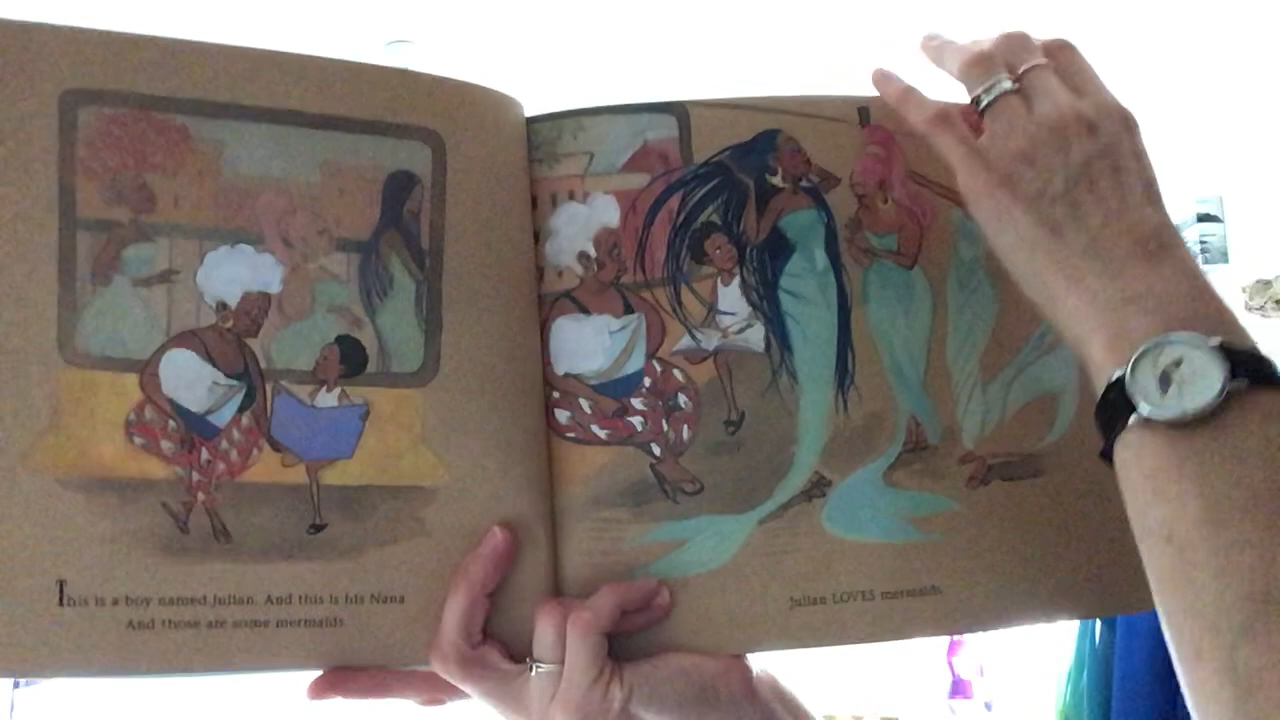 This is a boy named Julian. And this is his Nana
And those are some mermaids.
Julian LOVES mermaids.